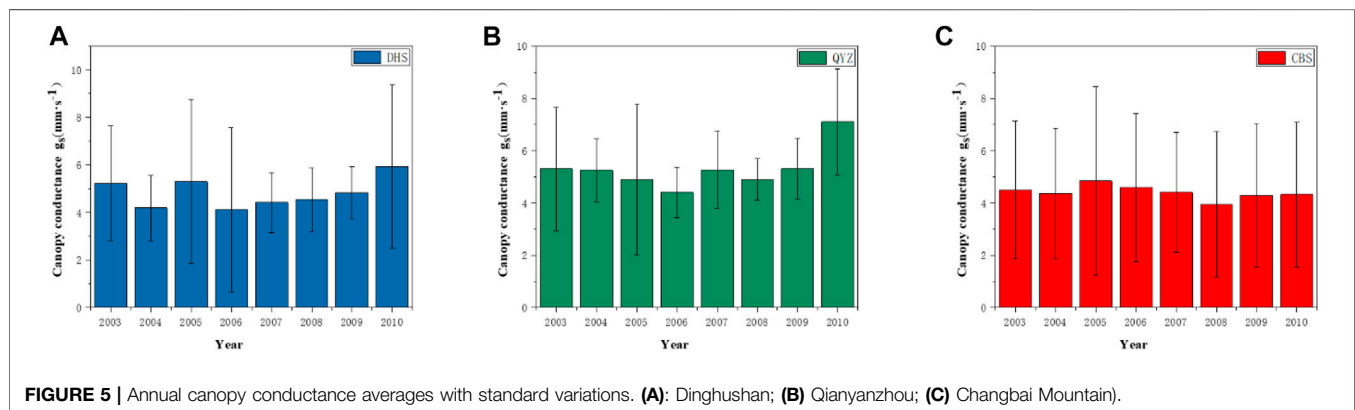 A
DHS
Canopy conductance gs(mm·s-1)
10
8
6
4
2
0
2003 2004 2005 2006 2007 2008 2009 2010
Year
B
QYZ
Canopy conductance gs(mm·s-1)
10
8
6
4
2
0
2003 2004 2005 2006 2007 2008 2009 2010
Year
C
CBS
Canopy conductance gs(mm·s-1)
10
8
6
4
2
0
2003 2004 2005 2006 2007 2008 2009 2010
Year
FIGURE 5 | Annual canopy conductance averages with standard variations. (A): Dinghushan; (B) Qianyanzhou; (C) Changbai Mountain).